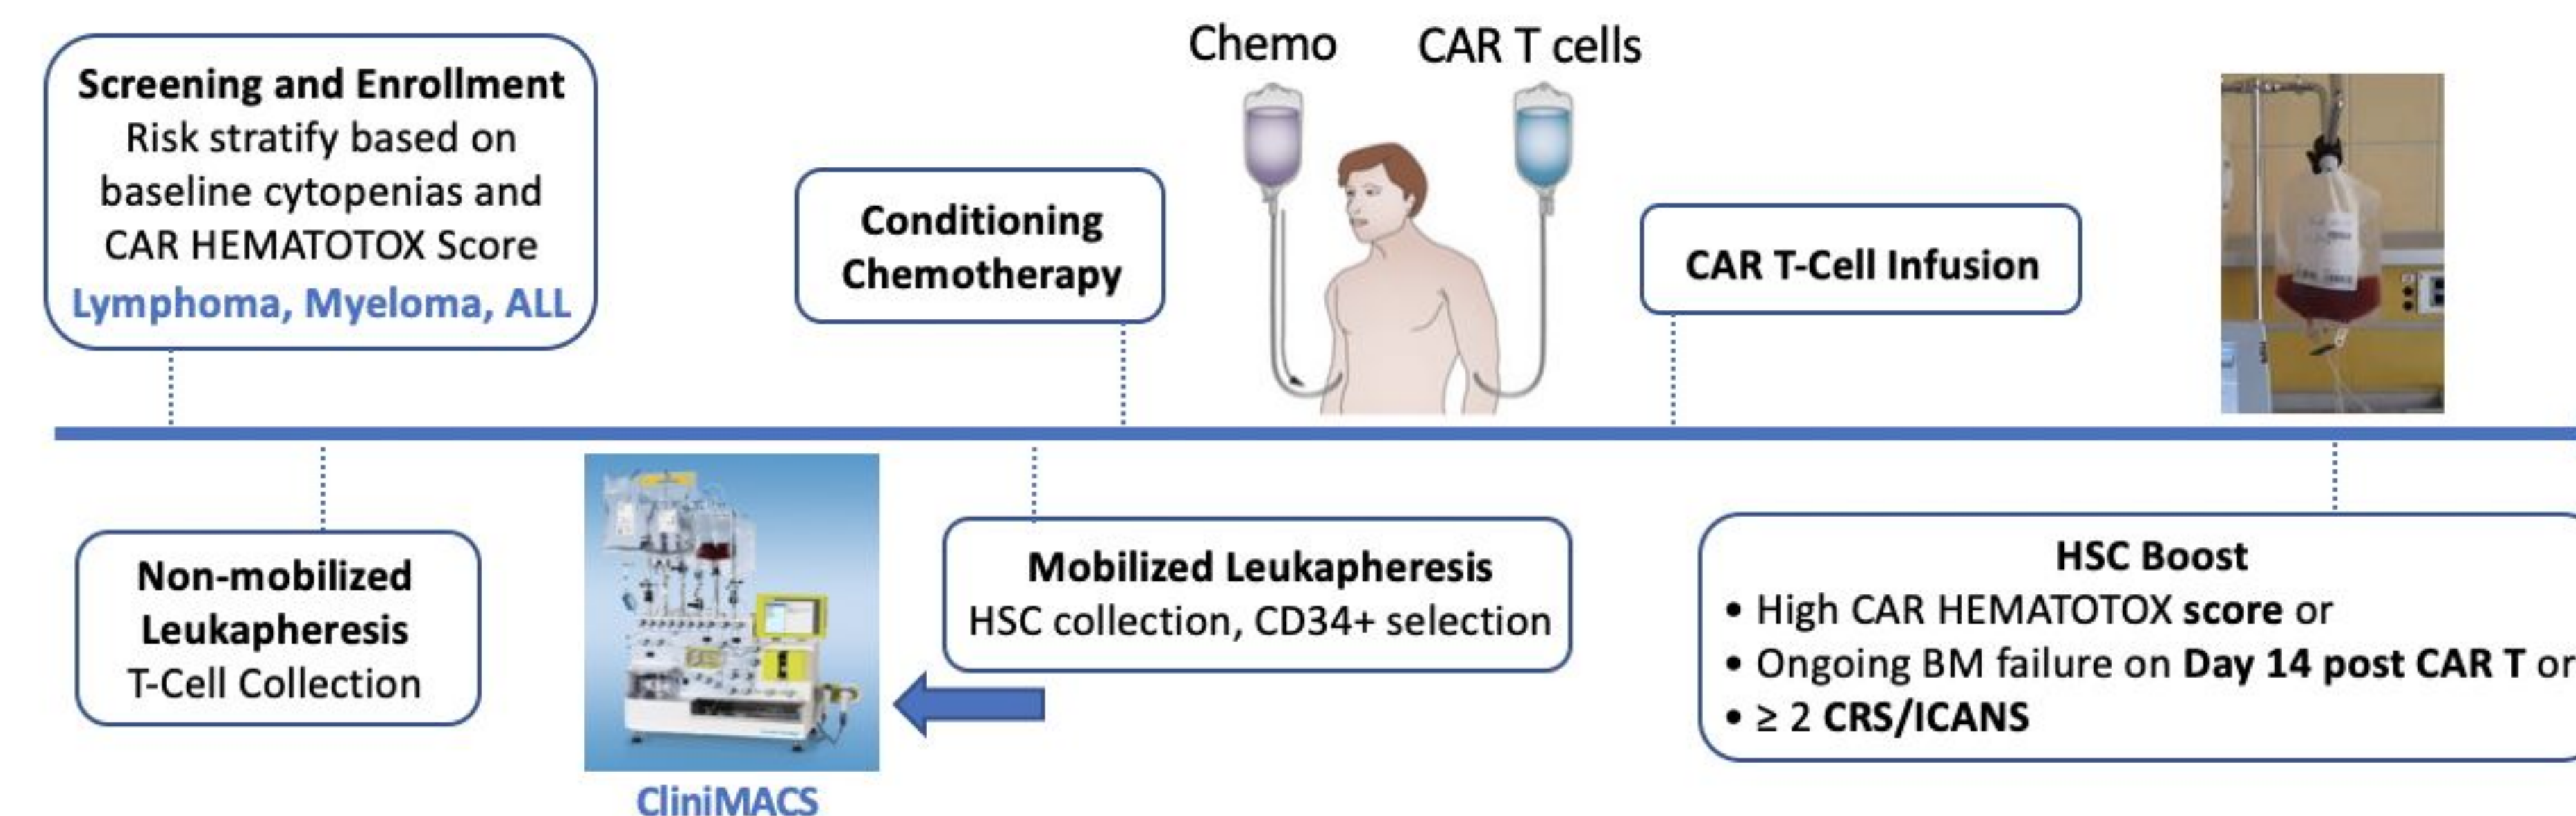 Screening and Enrollment
Risk stratify based on
baseline cytopenias and
CAR HEMATOTOX Score
Lymphoma, Myeloma, ALL
Conditioning
Chemotherapy
Chemo
CAR T cells
CAR T-Cell Infusion
Non-mobilized
Leukapheresis
T-Cell Collection
CliniMACS
Mobilized Leukapheresis
HSC collection, CD34+ selection
HSC Boost
• High CAR HEMATOTOX score or
• Ongoing BM failure on Day 14 post CAR T or
• ≥ 2 CRS/ICANS